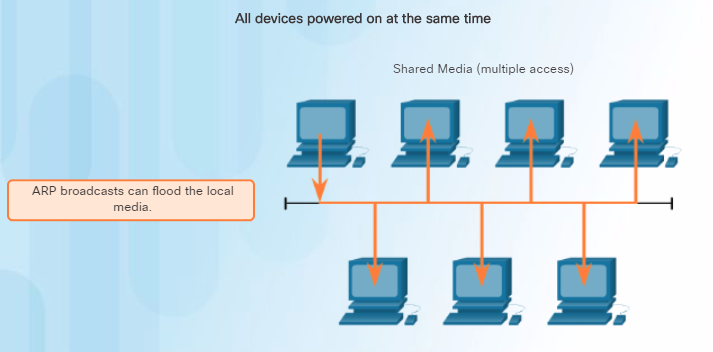 All devices powered on at the same time
Shared Media (multiple access)
ARP broadcasts can flood the local
media.